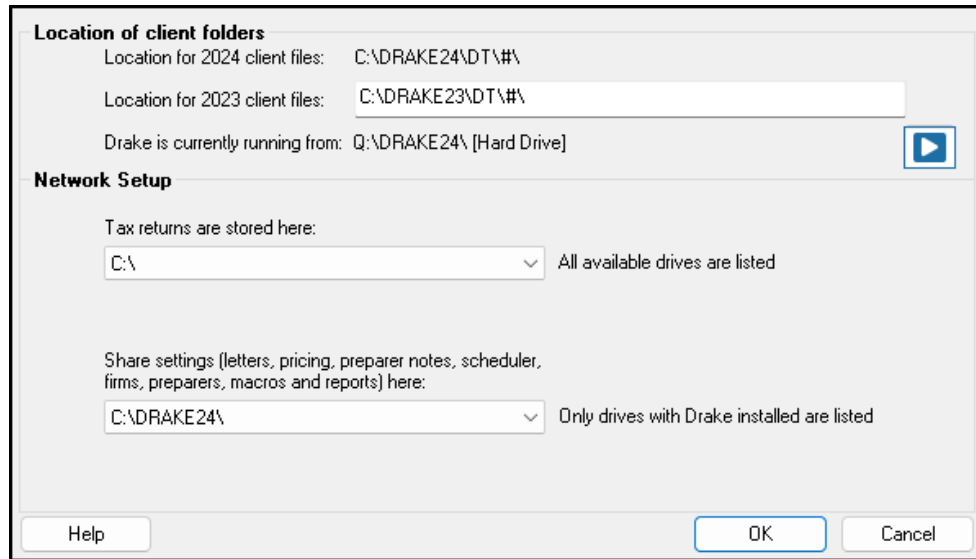 Location of client folders
Location for 2024 client files: C:\DRAKE24\DT\#\
Location for 2023 client files: C:\DRAKE23\DT\#\
Drake is currently running from: Q:\DRAKE24\ [Hard Drive]
Network Setup
Tax returns are stored here:
C:\ All available drives are listed
Share settings (letters, pricing, preparer notes, scheduler,
firms, preparers, macros and reports) here:
C:\DRAKE24\ Only drives with Drake installed are listed
Help OK Cancel